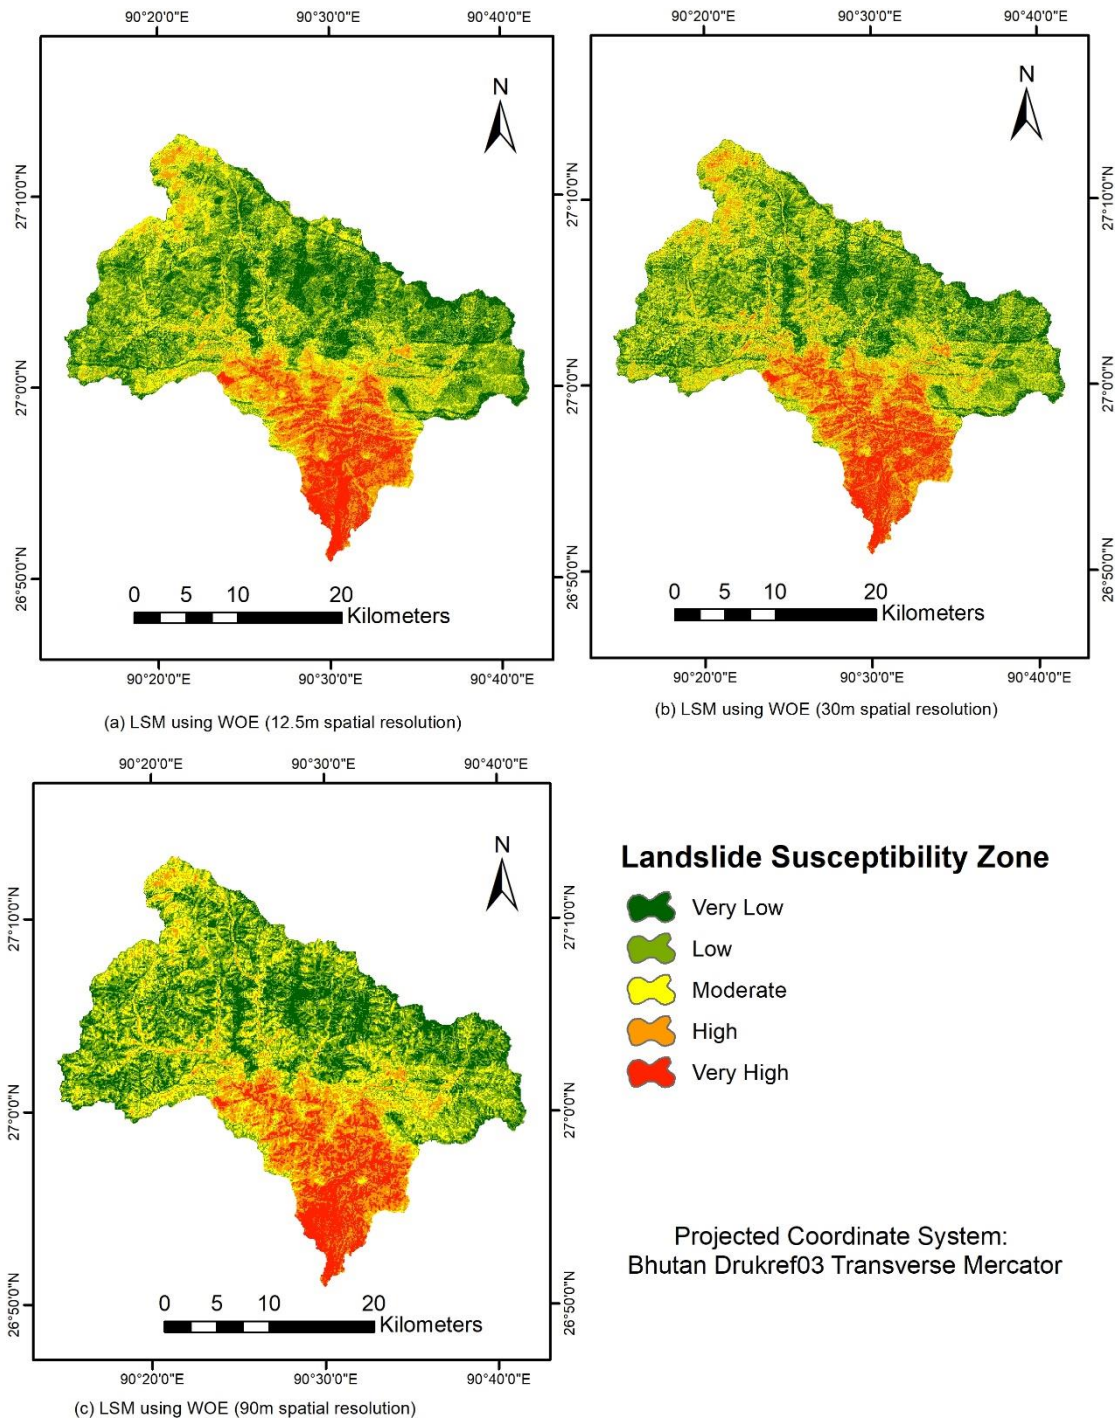 90°20'0"E 90°30'0"E 90°40'0"E
90°20'0"E 90°30'0"E 90°40'0"E
N
N
27°10'0"N
27°10'0"N
27°10'0"N
27°0'0"N
27°0'0"N
27°0'0"N
26°50'0"N
26°50'0"N
26°50'0"N
0 5 10 20
Kilometers
0 5 10 20
Kilometers
90°20'0"E 90°30'0"E 90°40'0"E
90°20'0"E 90°30'0"E 90°40'0"E
(a) LSM using WOE (12.5m spatial resolution)
(b) LSM using WOE (30m spatial resolution)
90°20'0"E 90°30'0"E 90°40'0"E
N
27°10'0"N
27°10'0"N
27°0'0"N
27°0'0"N
26°50'0"N
26°50'0"N
0 5 10 20
Kilometers
90°20'0"E 90°30'0"E 90°40'0"E
(c) LSM using WOE (90m spatial resolution)
Landslide Susceptibility Zone
Very Low
Low
Moderate
High
Very High
Projected Coordinate System:
Bhutan Drukref03 Transverse Mercator